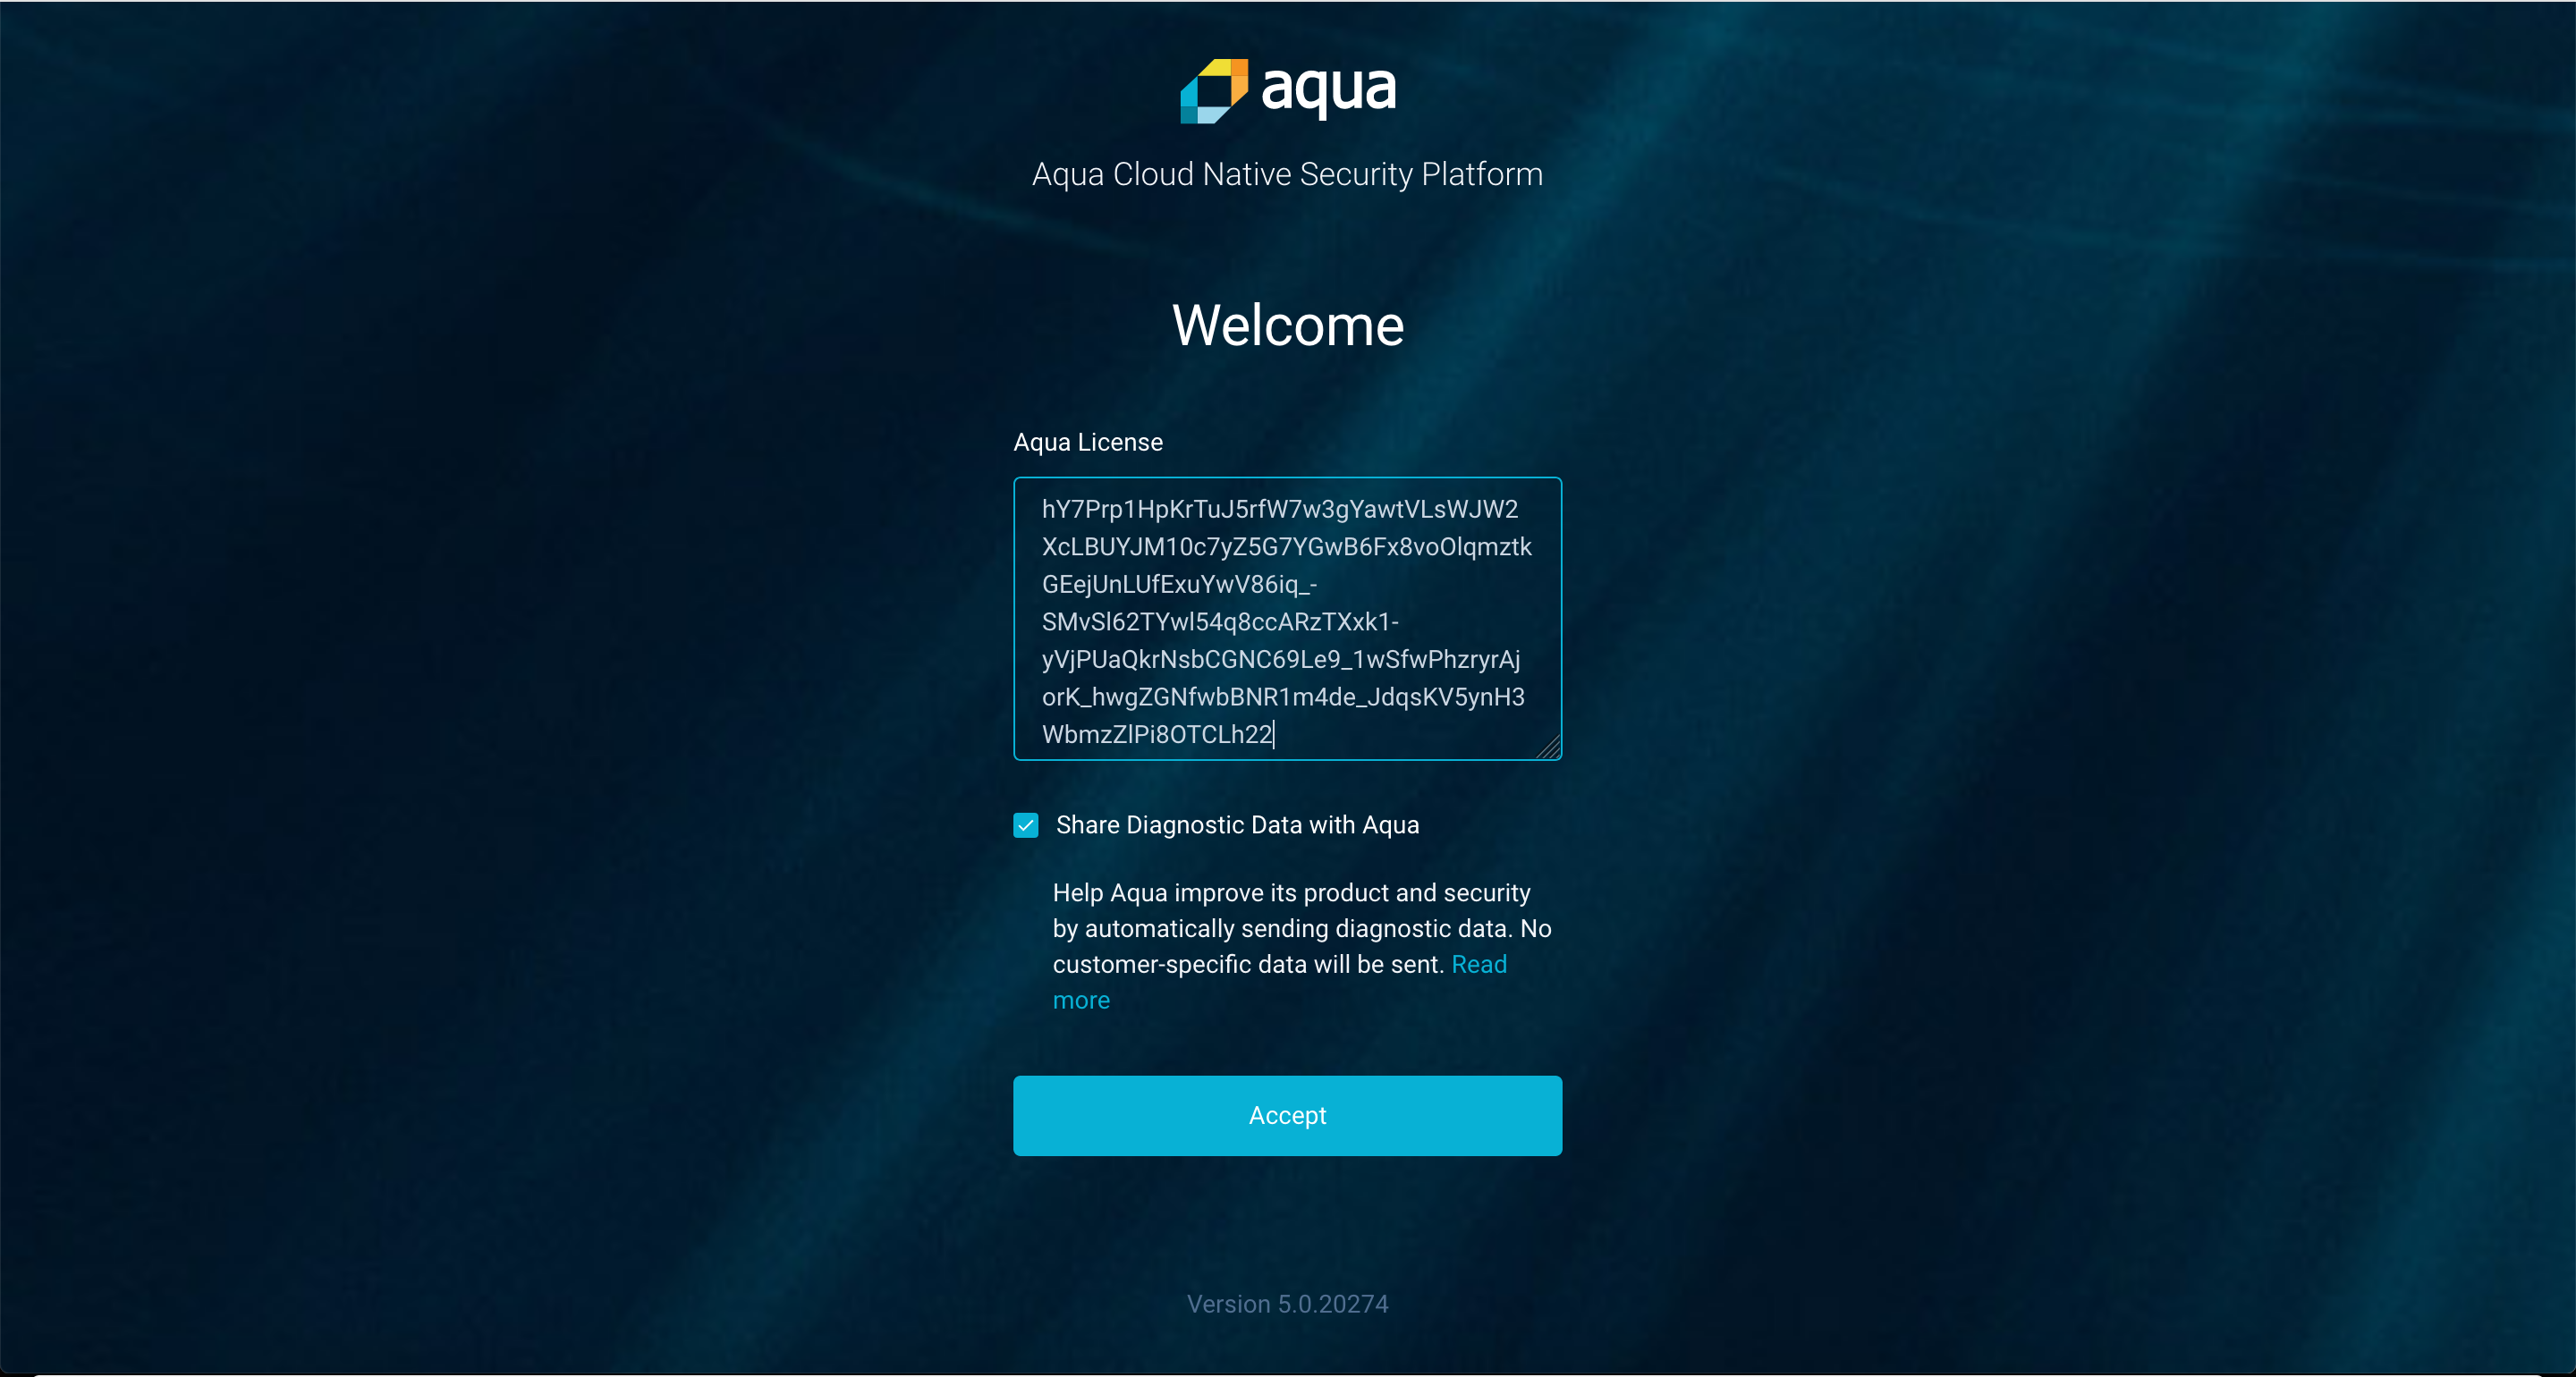 aqua
Aqua Cloud Native Security Platform
Welcome
Aqua License
hY7Prp1HpKrTuJ5rfW7w3gYawtVLsWJW2
XcLBUYJM10c7yZ5G7YGwB6Fx8voOlqmztk
GEejUnLUfExuYwV86iq_-
SMvSl62TYwl54q8ccARzTXxk1-
yVjPUaQkrNsbCGNC69Le9_1wSfwPhzryrAj
orK_hwgZGNfwbBNR1m4de_JdqsKV5ynH3
WbmzZlPi8OTCLh22
Share Diagnostic Data with Aqua
Help Aqua improve its product and security
by automatically sending diagnostic data. No
customer-specific data will be sent. Read
more
Accept
Version 5.0.20274